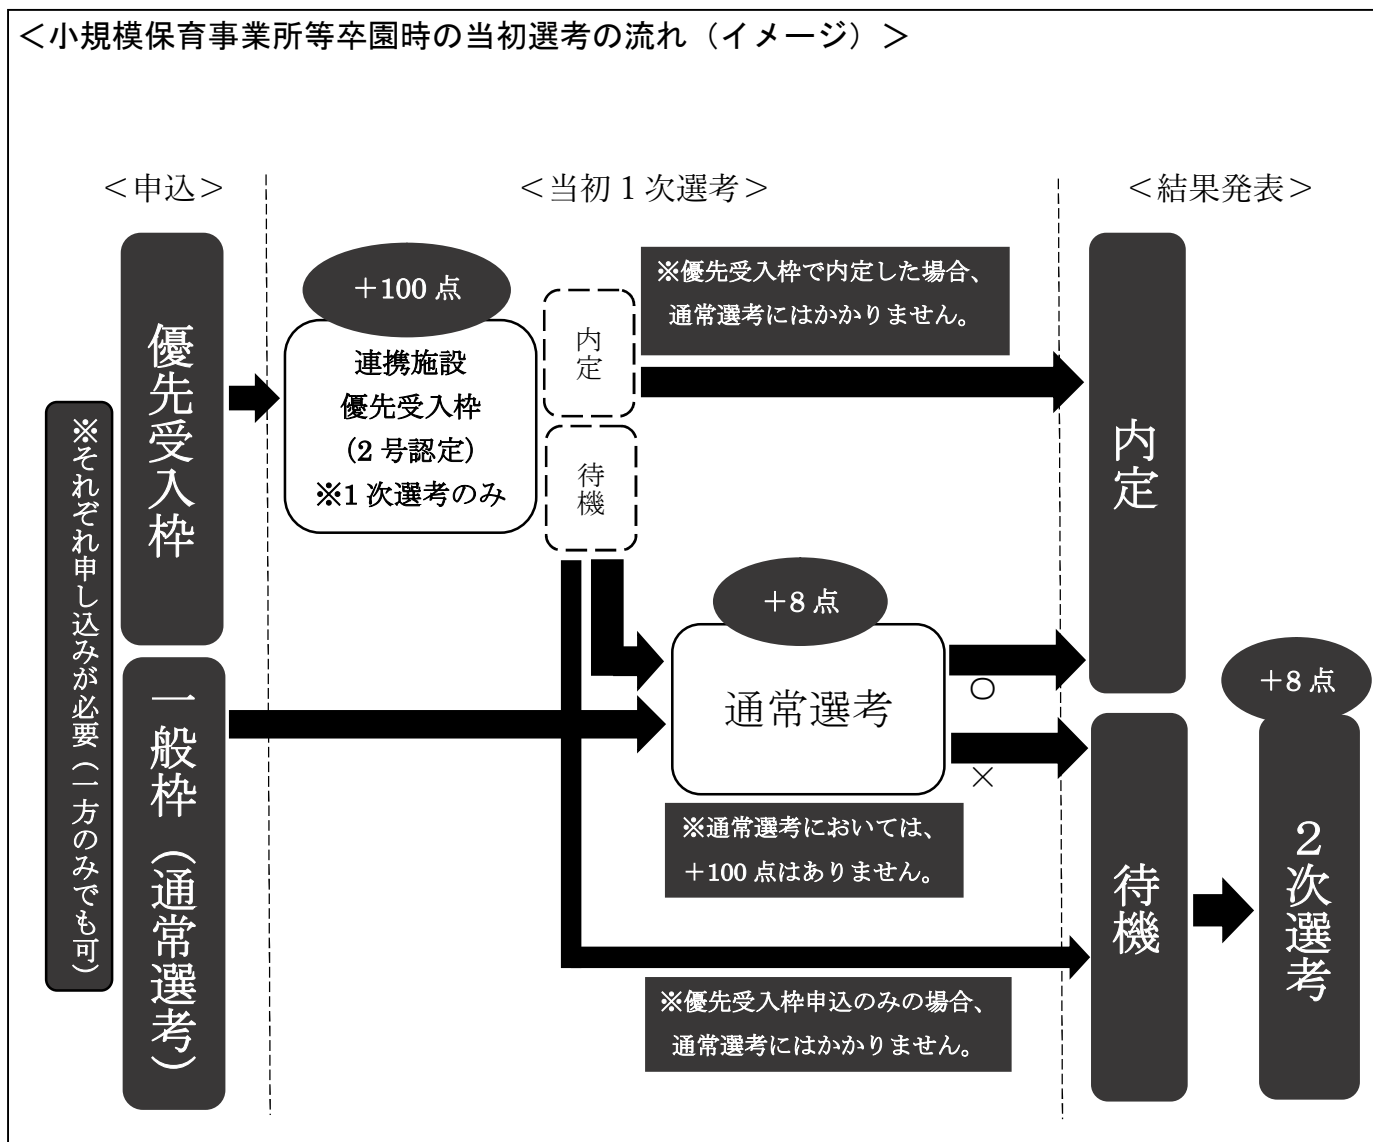 ＜小規模保育事業所等卒園時の当初選考の流れ（イメージ）＞
＜申込＞
＜当初１次選考＞
＜結果発表＞
※それぞれ申し込みが必要（一方のみでも可）
優先受入枠
一般枠（通常選考）
＋100 点
連携施設
優先受入枠
（2 号認定）
※1 次選考のみ
内定
待機
※優先受入枠で内定した場合、
通常選考にはかかりません。
＋8 点
通常選考
○
×
※通常選考においては、
＋100 点はありません。
※優先受入枠申込のみの場合、
通常選考にはかかりません。
内定
待機
＋8 点
２次選考